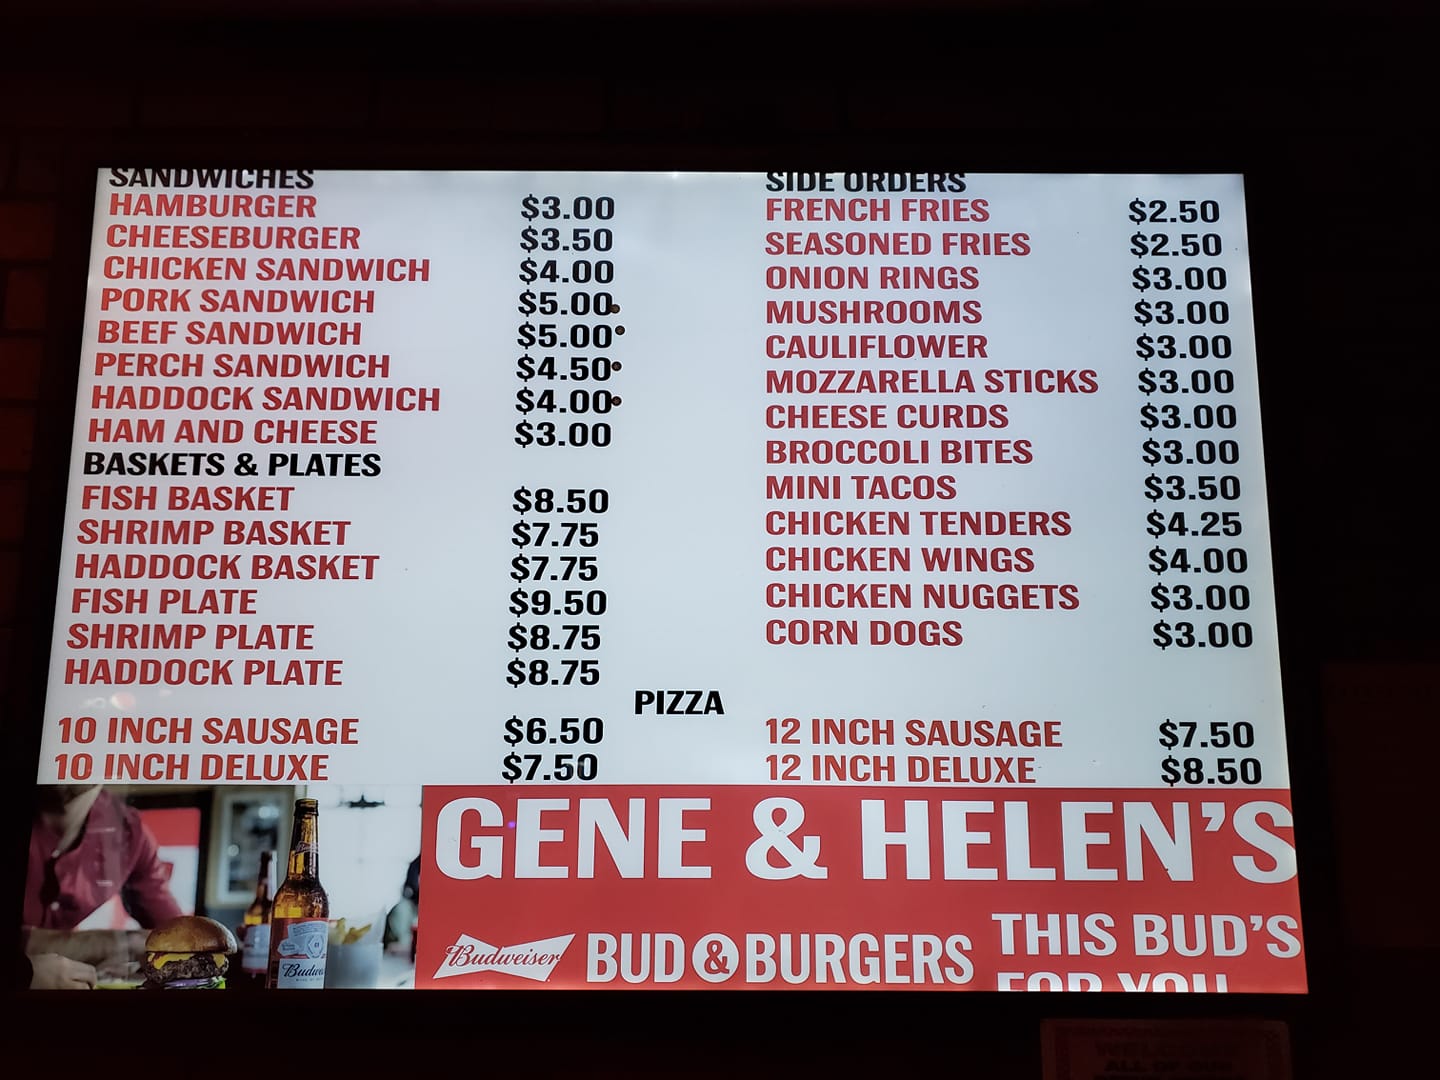 SANDWICHES
HAMBURGER $3.00
CHEESEBURGER $3.50
CHICKEN SANDWICH $4.00
PORK SANDWICH $5.00
BEEF SANDWICH $5.00
PERCH SANDWICH $4.50
HADDOCK SANDWICH $4.00
HAM AND CHEESE $3.00
BASKETS & PLATES
FISH BASKET $8.50
SHRIMP BASKET $7.75
HADDOCK BASKET $7.75
FISH PLATE $9.50
SHRIMP PLATE $8.75
HADDOCK PLATE $8.75
SIDE ORDERS
FRENCH FRIES $2.50
SEASONED FRIES $2.50
ONION RINGS $3.00
MUSHROOMS $3.00
CAULIFLOWER $3.00
MOZZARELLA STICKS $3.00
CHEESE CURDS $3.00
BROCCOLI BITES $3.00
MINI TACOS $3.50
CHICKEN TENDERS $4.25
CHICKEN WINGS $4.00
CHICKEN NUGGETS $3.00
CORN DOGS $3.00
PIZZA
10 INCH SAUSAGE $6.50
10 INCH DELUXE $7.50
12 INCH SAUSAGE $7.50
12 INCH DELUXE $8.50
GENE & HELEN'S
Budweiser BUD & BURGERS
THIS BUD'S
FOR YOU
WELCOME
ALL OF OUR